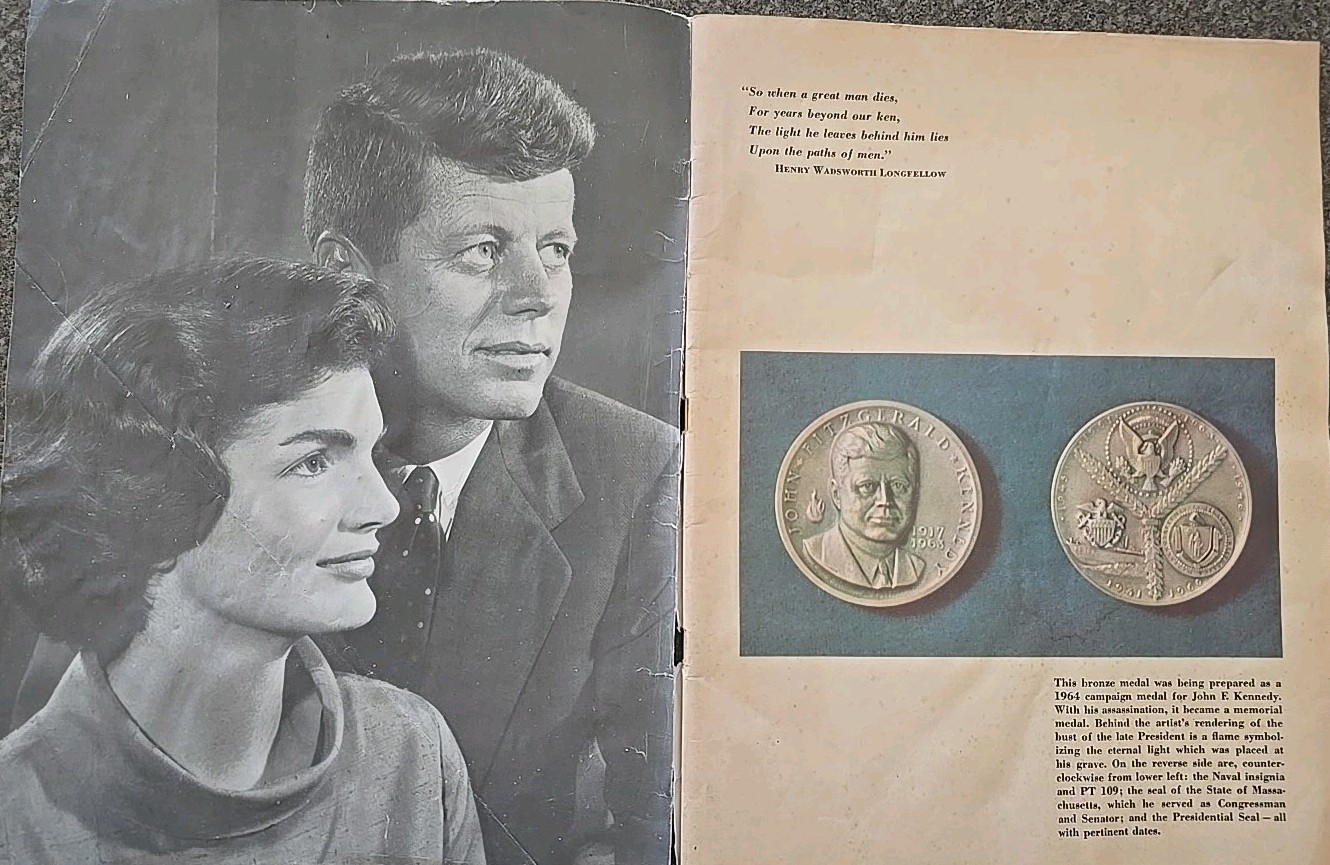 “So when a great man dies,
For years beyond our ken,
The light he leaves behind him lies
Upon the paths of men.”
HENRY WADSWORTH LONGFELLOW
JOHN FITZGERALD KENNEDY
1917
1963
This bronze medal was being prepared as a
1964 campaign medal for John F. Kennedy.
With his assassination, it became a memorial
medal. Behind the artist’s rendering of the
bust of the late President is a flame symbol-
izing the eternal light which was placed at
his grave. On the reverse side are, counter-
clockwise from lower left: the Naval insignia
and PT 109; the seal of the State of Massa-
chusetts, which he served as Congressman
and Senator; and the Presidential Seal — all
with pertinent dates.